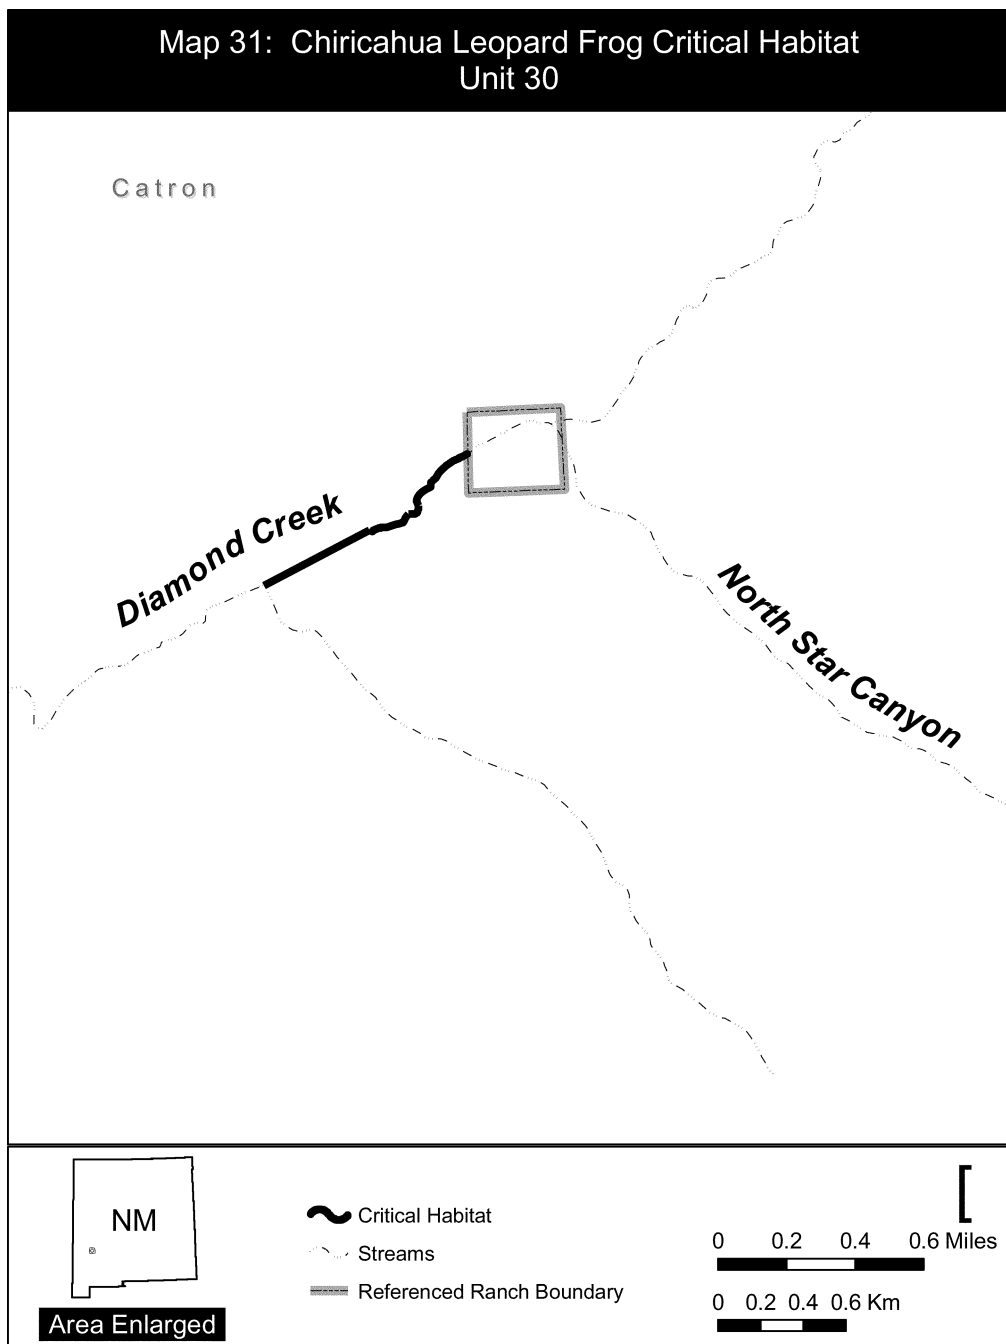 Map 31: Chiricahua Leopard Frog Critical Habitat
Unit 30
Catron
Diamond Creek
North Star Canyon
NM
Area Enlarged
Critical Habitat
Streams
Referenced Ranch Boundary
[
0 0.2 0.4 0.6 Miles
0 0.2 0.4 0.6 Km